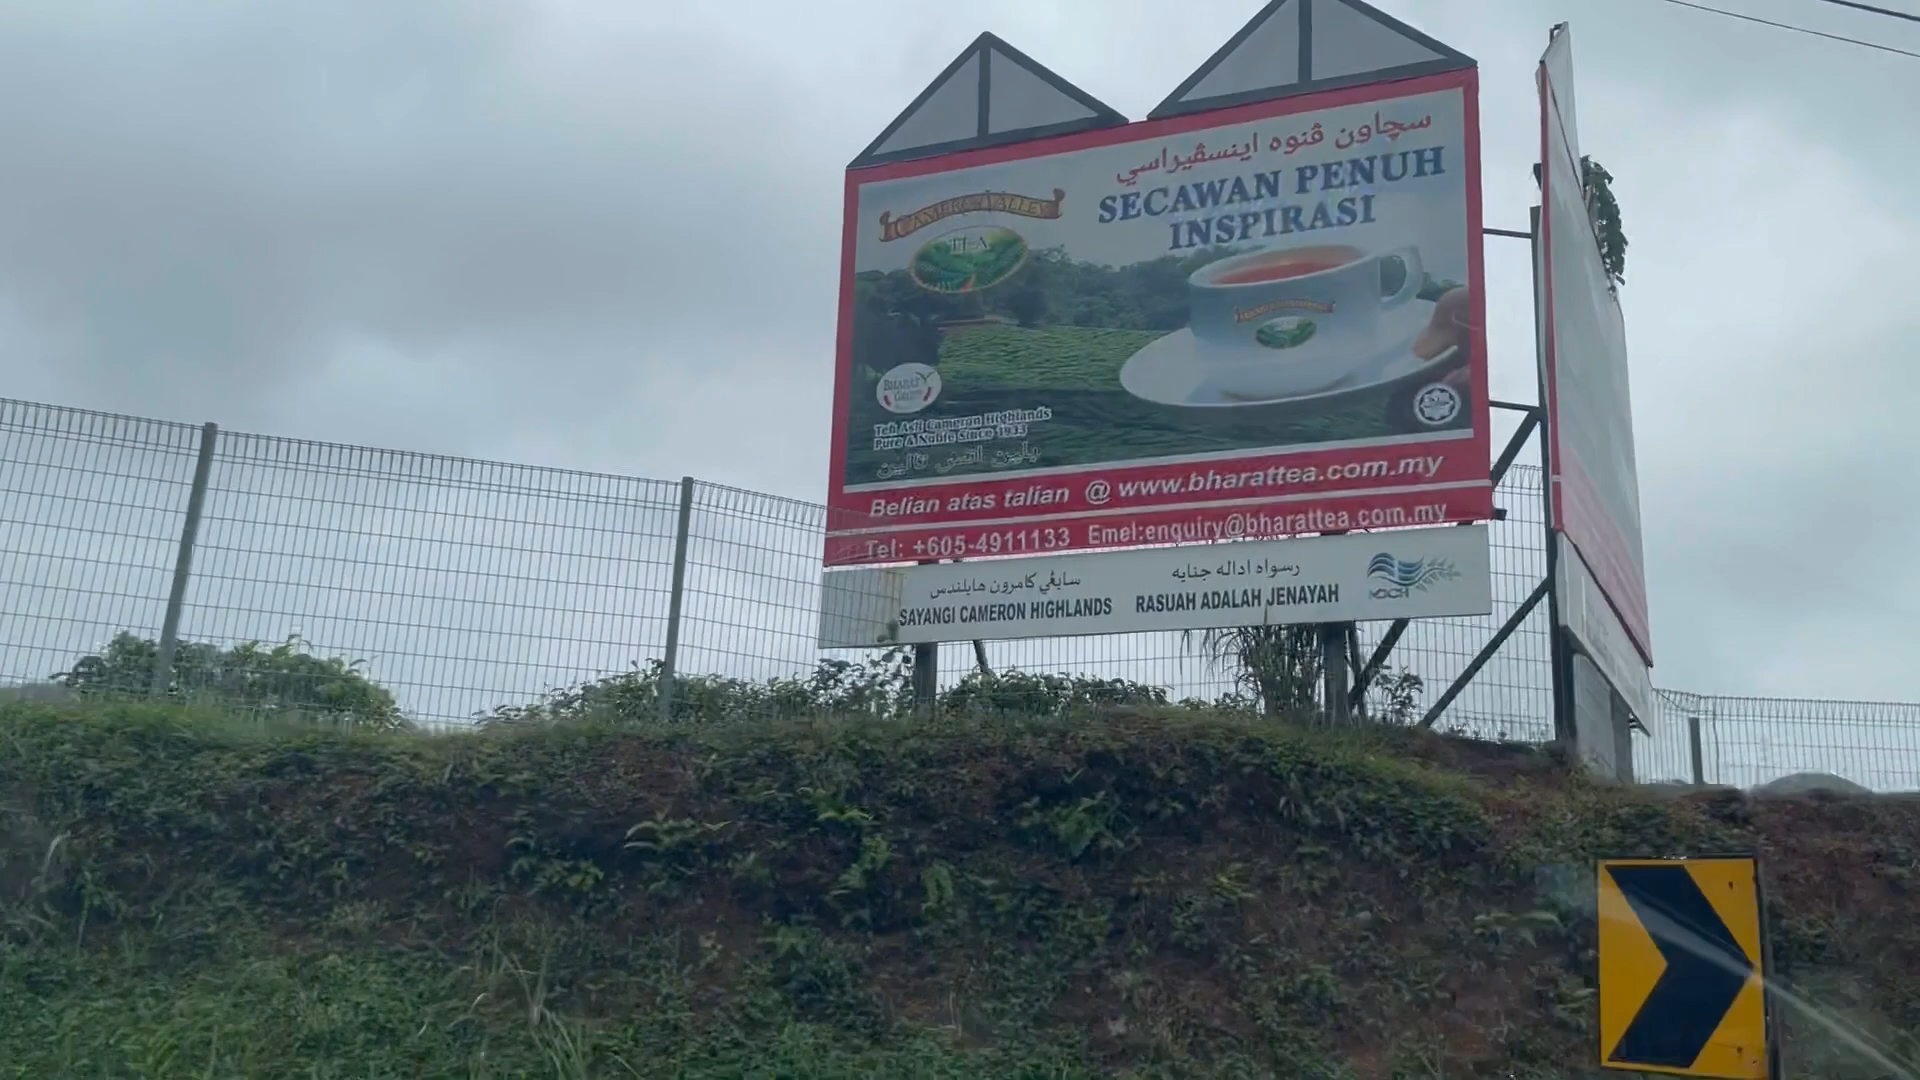 سچاون ڤنوه اينسڤيراسي
SECAWAN PENUH
INSPIRASI
CAMERON VALLEY
TEA
BHARAT
Teh Asli Cameron Highlands
Pure & Noble Since 1933
Belian atas talian @ www.bharattea.com.my
Tel: +605-4911133 Emel:enquiry@bharattea.com.my
سايڠي کامرون هايلندس
رسواه اداله جنايه
SAYANGI CAMERON HIGHLANDS
RASUAH ADALAH JENAYAH